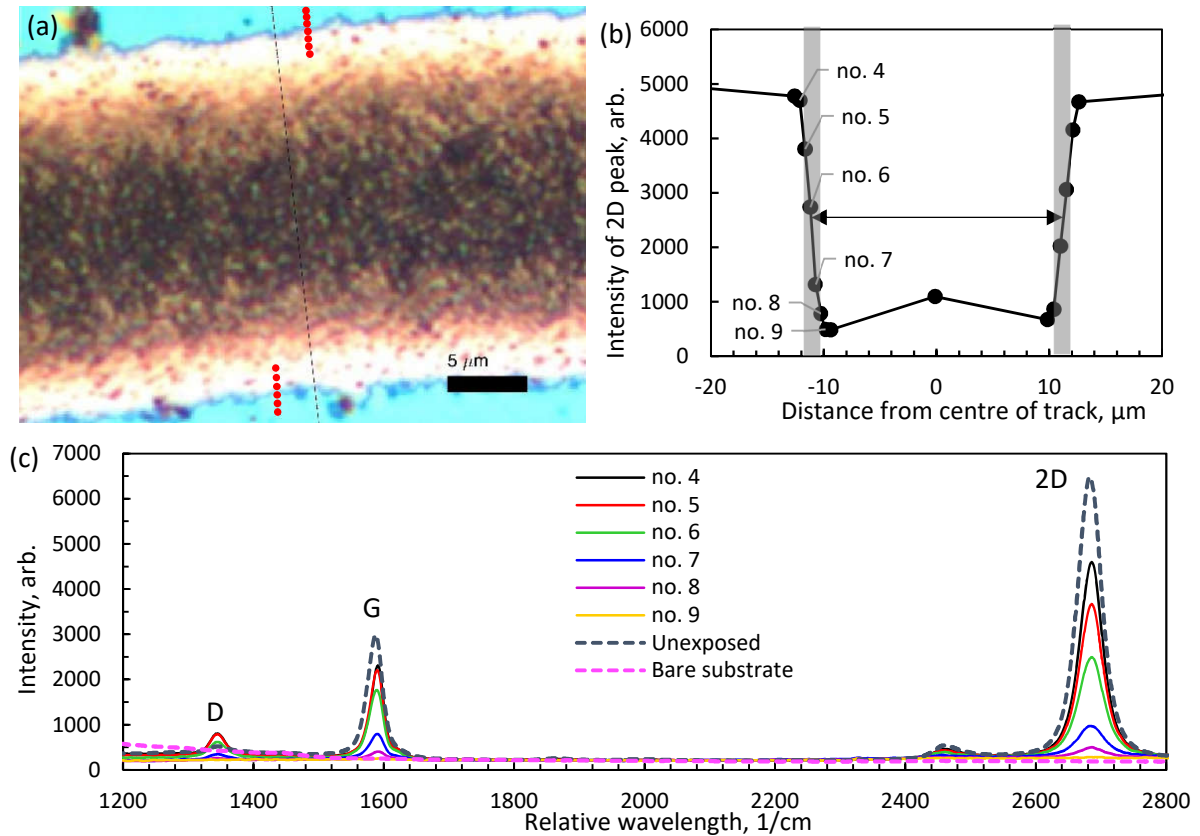 (a)
5 μm
(b)
Intensity of 2D peak, arb.
6000
5000
4000
3000
2000
1000
0
no. 4
no. 5
no. 6
no. 7
no. 8
no. 9
-20 -10 0 10 20
Distance from centre of track, μm
(c)
Intensity, arb.
7000
6000
5000
4000
3000
2000
1000
0
D
G
2D
no. 4
no. 5
no. 6
no. 7
no. 8
no. 9
Unexposed
Bare substrate
1200 1400 1600 1800 2000 2200 2400 2600 2800
Relative wavelength, 1/cm